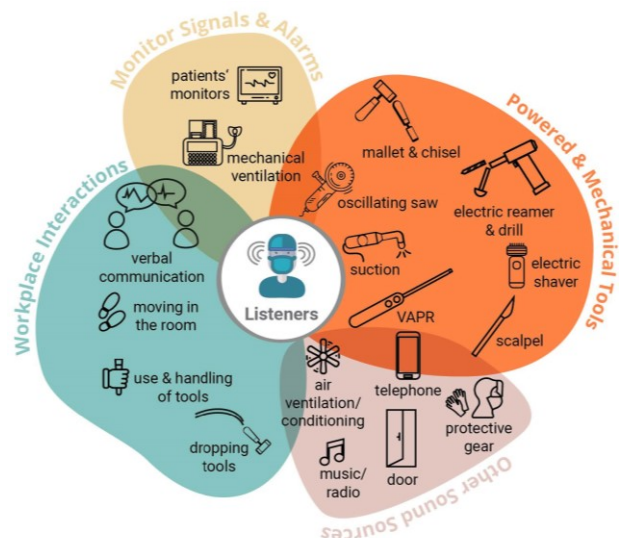 Monitor Signals & Alarms
patients'
monitors
mechanical
ventilation
Powered & Mechanical Tools
mallet & chisel
oscillating saw
electric reamer
& drill
suction
electric
shaver
VAPR
scalpel
Workplace Interactions
verbal
communication
moving in
the room
use & handling
of tools
dropping
tools
Listeners
air
ventilation/
conditioning
telephone
protective
gear
music/
radio
door
Other Sound Sources